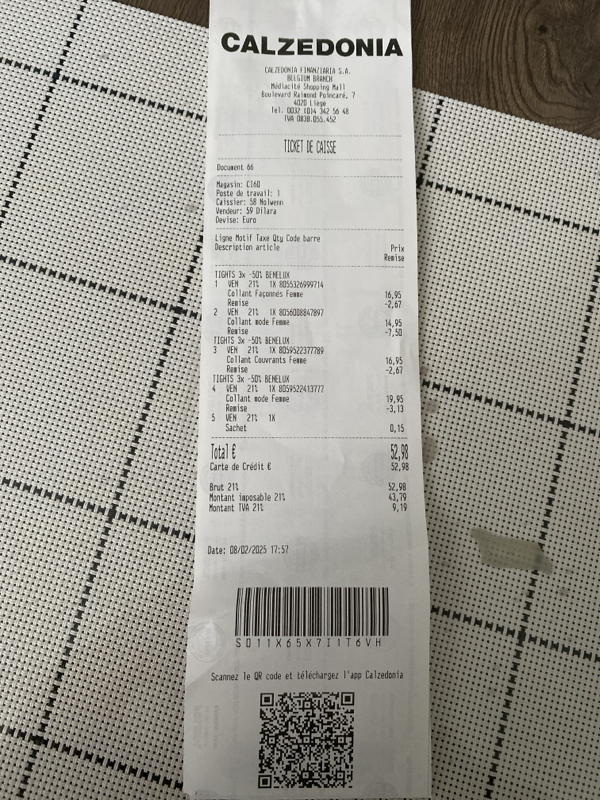 CALZEDONIA
CALZEDONIA FINANZIARIA S.A.
BELGIUM BRANCH
Médiacité Shopping Mall
Boulevard Raimond Poincaré, 7
4020 Liège
Tel. 0032 (0)4 342 56 48
TVA 0838.055.452
TICKET DE CAISSE
Document 66
Magasin: CI60
Poste de travail: 1
Caissier: 58 Nolwenn
Vendeur: 59 Dilara
Devise: Euro
Ligne Motif Taxe Qty Code barre Prix
Description article Remise
TIGHTS 3x -50% BENELUX
1 VEN 21% 1X 8055326999714
Collant Façonnés Femme 16,95
Remise -2,67
2 VEN 21% 1X 8056008847897
Collant mode Femme 14,95
Remise -7,50
TIGHTS 3x -50% BENELUX
3 VEN 21% 1X 8059522377789
Collant Couvrants Femme 16,95
Remise -2,67
TIGHTS 3x -50% BENELUX
4 VEN 21% 1X 8059522413777
Collant mode Femme 19,95
Remise -3,13
5 VEN 21% 1X
Sachet 0,15
Total € 52,98
Carte de Crédit € 52,98
Brut 21% 52,98
Montant imposable 21% 43,79
Montant TVA 21% 9,19
Date: 08/02/2025 17:57
S011X65X7I1T6VH
Scannez le QR code et téléchargez l'app Calzedonia